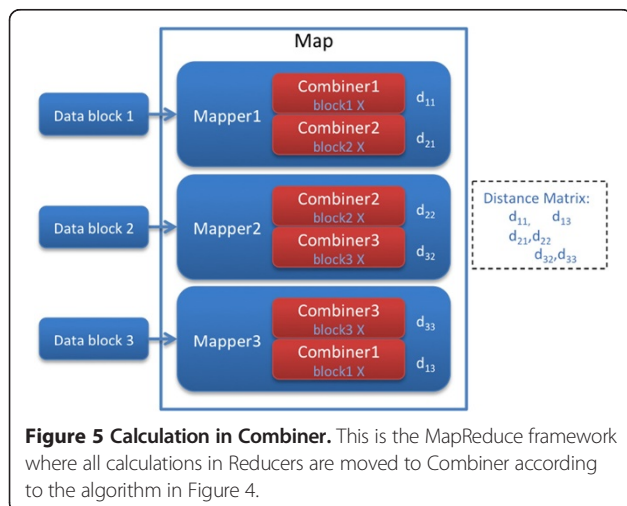 Map
Data block 1
Mapper1
Combiner1
block1 X
d11
Combiner2
block2 X
d21
Data block 2
Mapper2
Combiner2
block2 X
d22
Combiner3
block3 X
d32
Data block 3
Mapper3
Combiner3
block3 X
d33
Combiner1
block1 X
d13
Distance Matrix:
d11, d13
d21,d22
d32,d33
Figure 5 Calculation in Combiner. This is the MapReduce framework
where all calculations in Reducers are moved to Combiner according
to the algorithm in Figure 4.